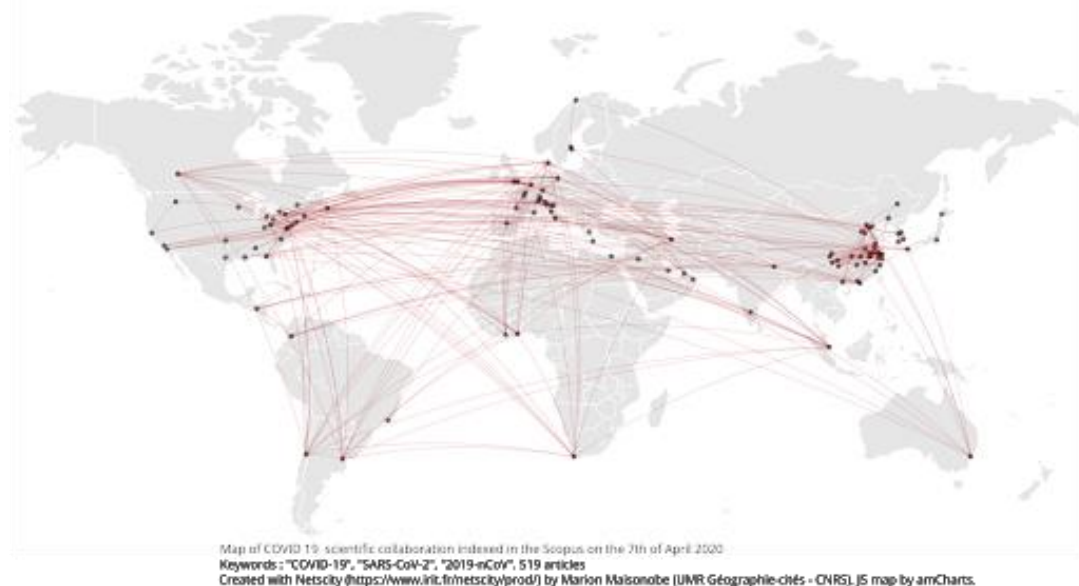 Map of COVID 19 scientific collaboration indexed in the Scopus on the 7th of April 2020
Keywords : "COVID-19", "SARS-CoV-2", "2019-nCoV". 519 articles
Created with Netscity (https://www.irit.fr/netscity/prod/) by Marion Maisonobe (UMR Géographie-cités - CNRS). JS map by amCharts.